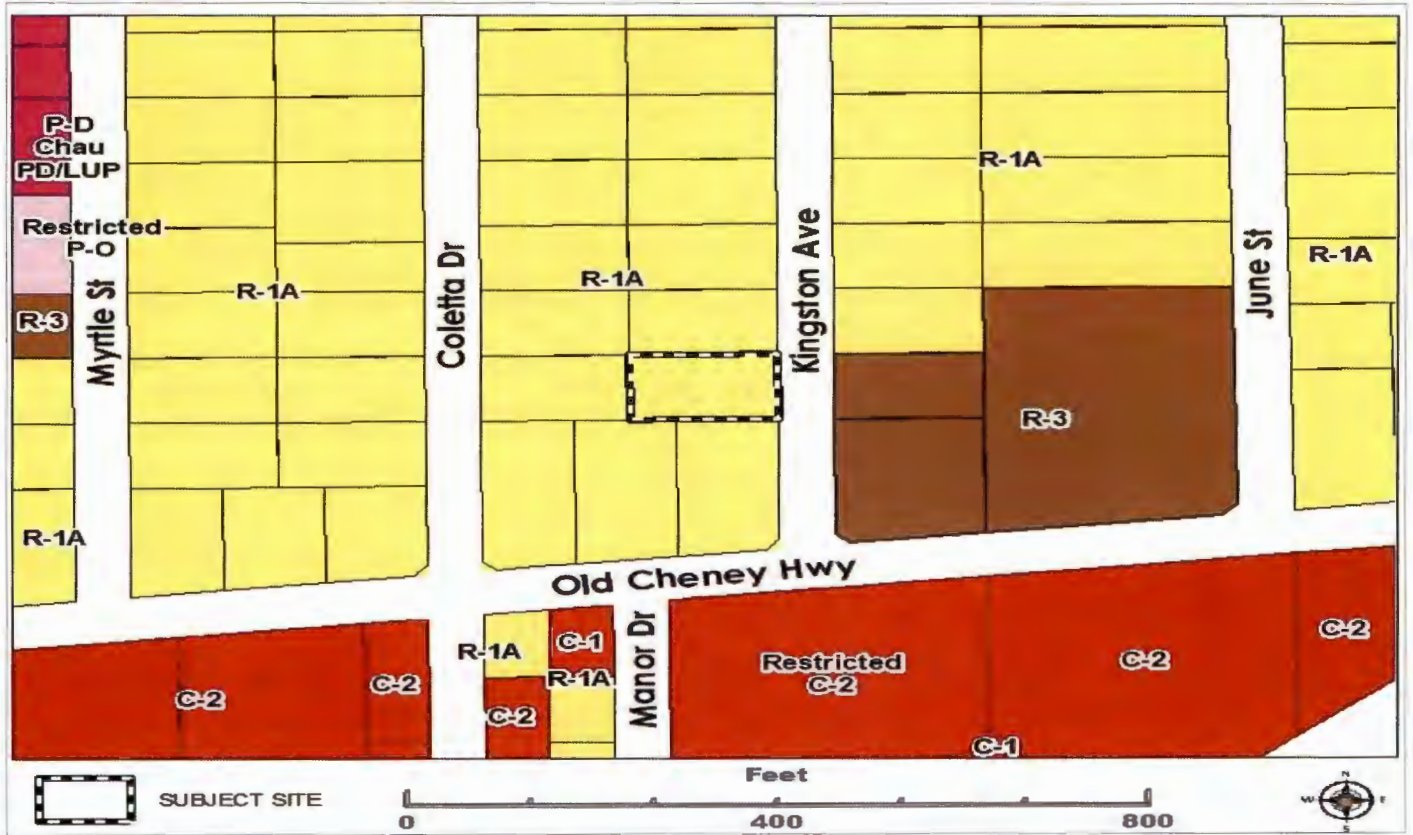 P-D
Chau
PD/LUP
Restricted
P-O
R-3
R-1A
Myrtle St
R-1A
Coletta Dr
R-1A
Kingston Ave
R-1A
June St
R-1A
R-3
Old Cheney Hwy
C-2
C-2
R-1A
C-1
R-1A
C-2
Manor Dr
Restricted
C-2
C-2
C-2
C-1
SUBJECT SITE
Feet
0 400 800
N
W E